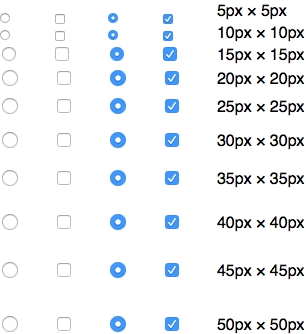 5px × 5px
10px × 10px
15px × 15px
20px × 20px
25px × 25px
30px × 30px
35px × 35px
40px × 40px
45px × 45px
50px × 50px